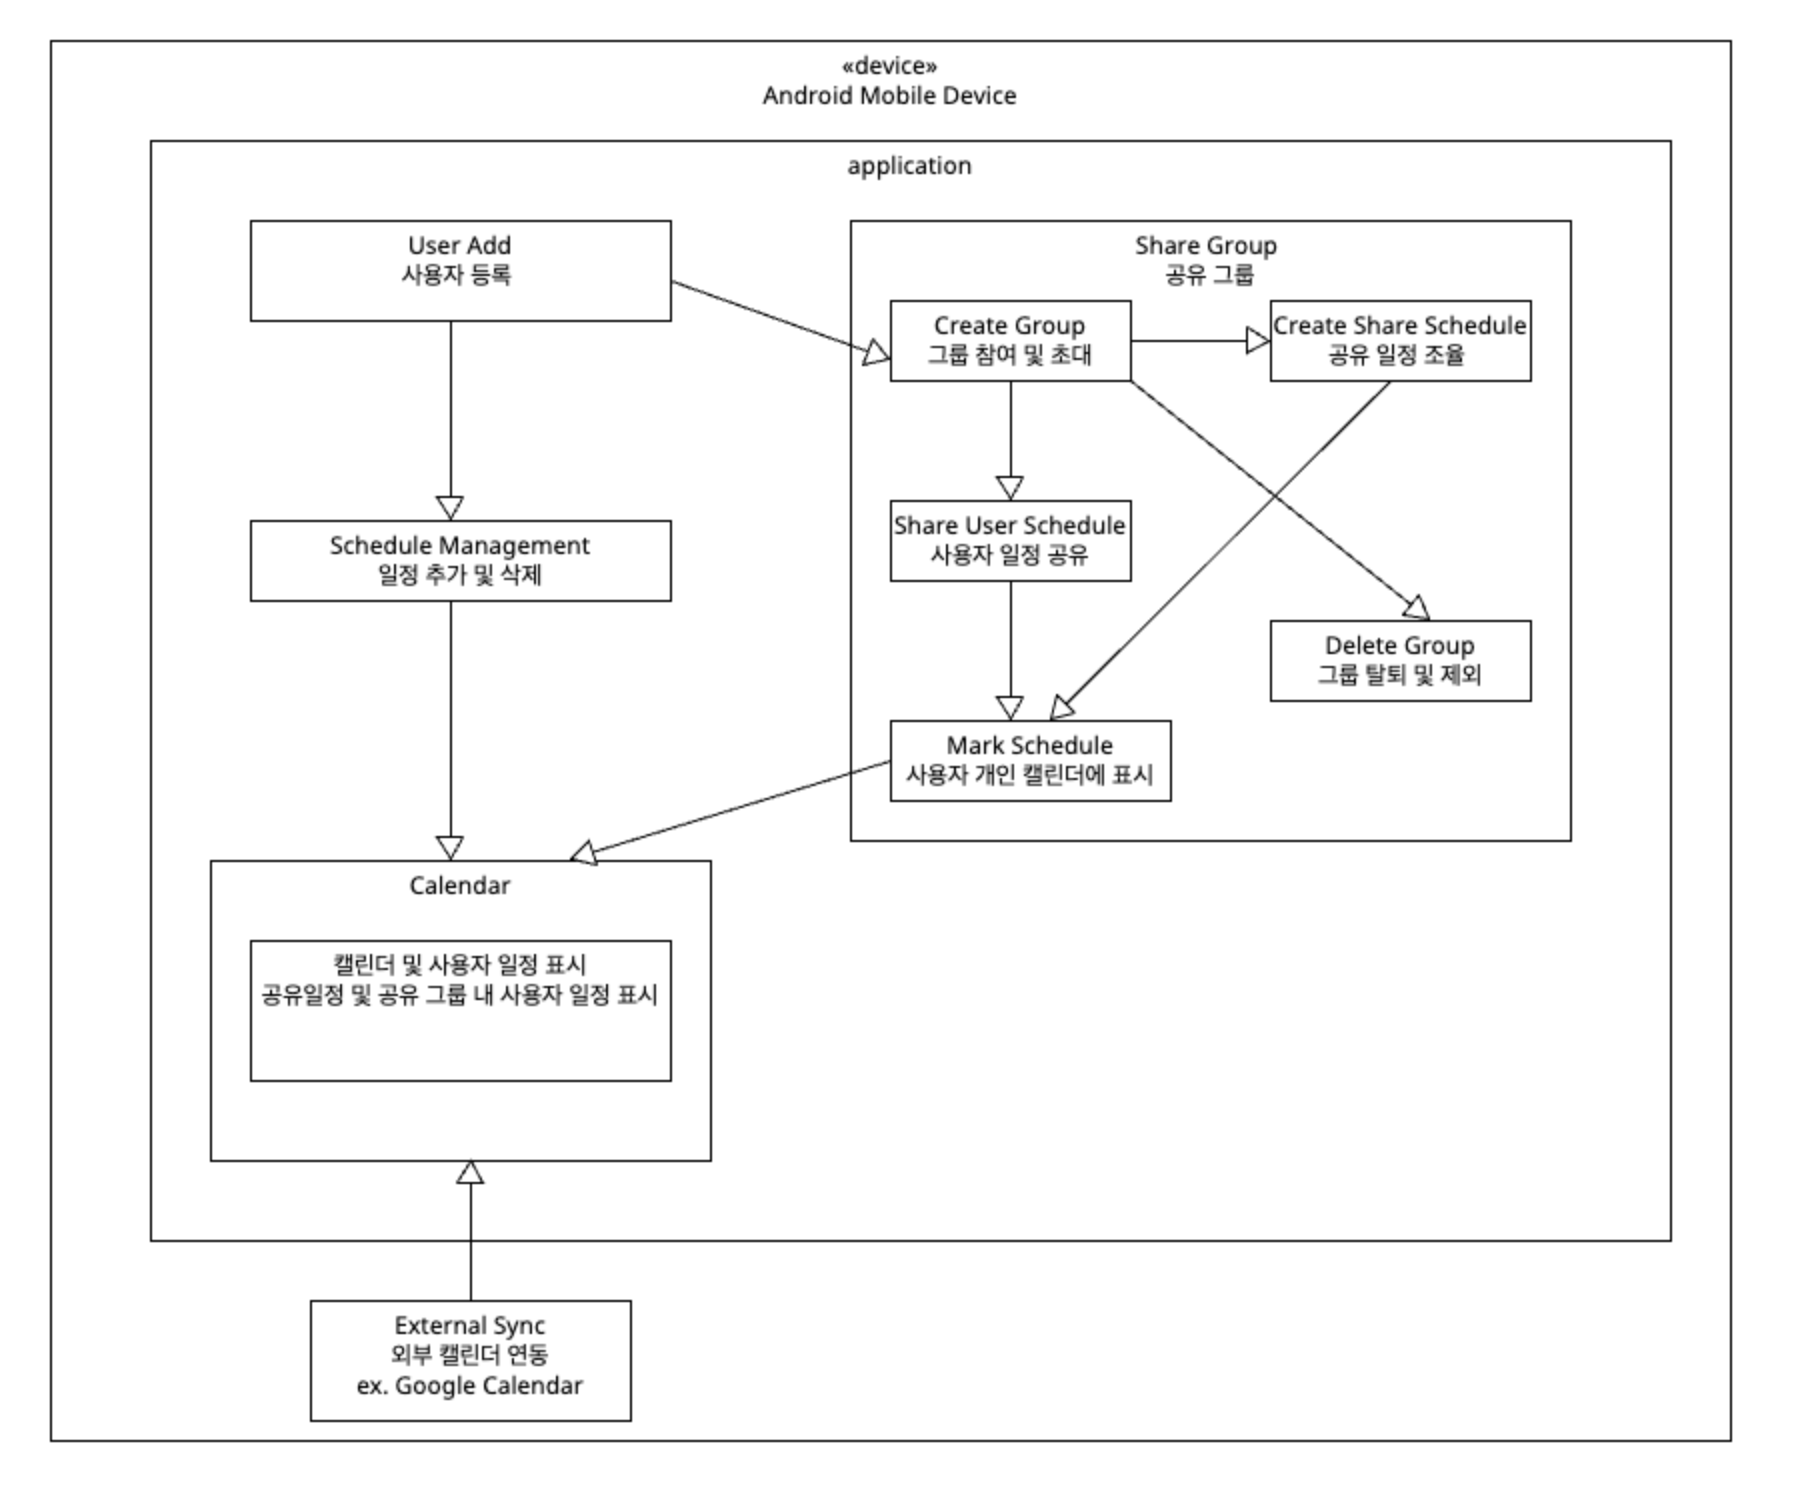 «device»
Android Mobile Device
application
User Add
사용자 등록
Share Group
공유 그룹
Create Group
그룹 참여 및 초대
Create Share Schedule
공유 일정 조율
Schedule Management
일정 추가 및 삭제
Share User Schedule
사용자 일정 공유
Delete Group
그룹 탈퇴 및 제외
Mark Schedule
사용자 개인 캘린더에 표시
Calendar
캘린더 및 사용자 일정 표시
공유일정 및 공유 그룹 내 사용자 일정 표시
External Sync
외부 캘린더 연동
ex. Google Calendar